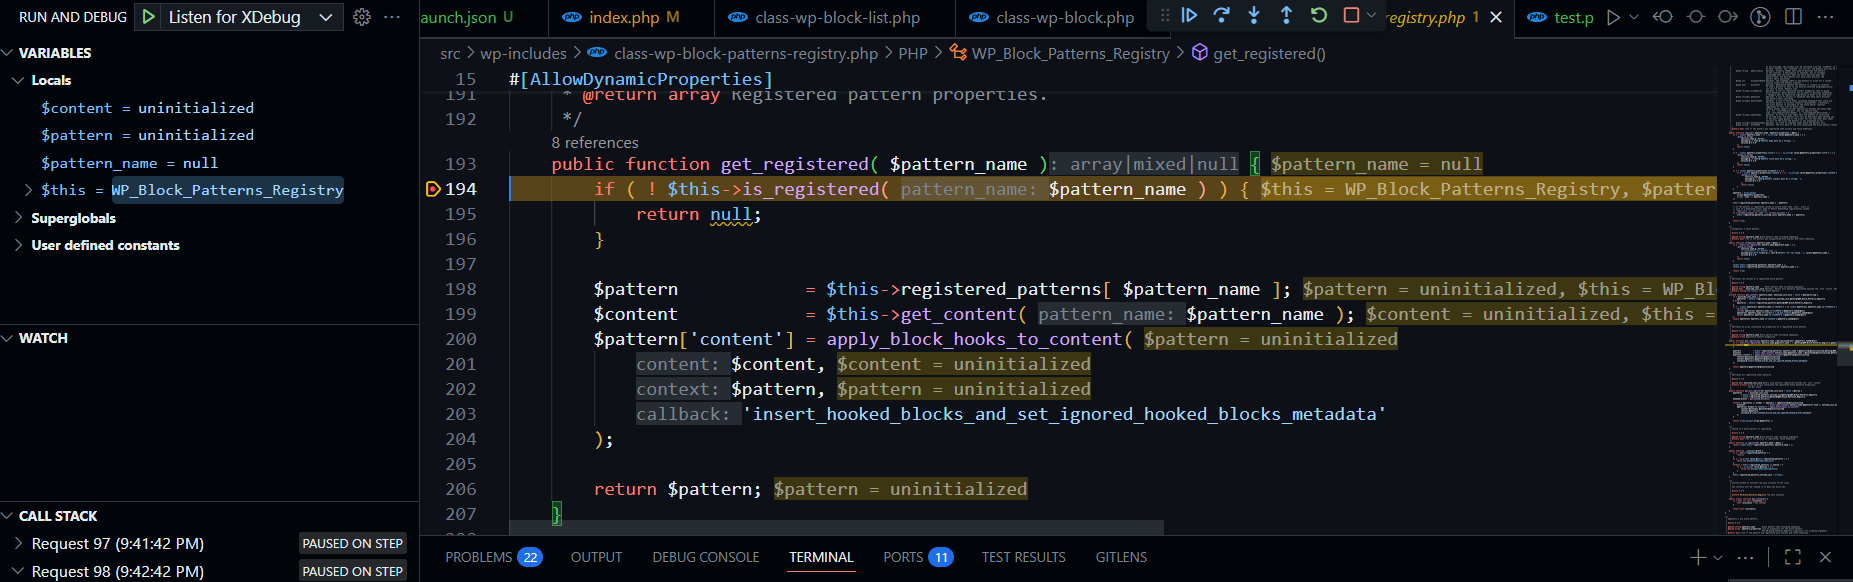 RUN AND DEBUG
Listen for XDebug
aunch.json U
index.php M
class-wp-block-list.php
class-wp-block.php
registry.php 1
test.p
VARIABLES
Locals
$content = uninitialized
$pattern = uninitialized
$pattern_name = null
$this = WP_Block_Patterns_Registry
Superglobals
User defined constants
WATCH
CALL STACK
Request 97 (9:41:42 PM) PAUSED ON STEP
Request 98 (9:42:42 PM) PAUSED ON STEP
src > wp-includes > class-wp-block-patterns-registry.php > PHP > WP_Block_Patterns_Registry > get_registered()
15 #[AllowDynamicProperties]
191 * @return array Registered pattern properties.
192 */
8 references
193 public function get_registered( $pattern_name ): array|mixed|null { $pattern_name = null
194 if ( ! $this->is_registered( pattern_name: $pattern_name ) ) { $this = WP_Block_Patterns_Registry, $patter
195 return null;
196 }
197
198 $pattern = $this->registered_patterns[ $pattern_name ]; $pattern = uninitialized, $this = WP_Bl
199 $content = $this->get_content( pattern_name: $pattern_name ); $content = uninitialized, $this =
200 $pattern['content'] = apply_block_hooks_to_content( $pattern = uninitialized
201 content: $content, $content = uninitialized
202 context: $pattern, $pattern = uninitialized
203 callback: 'insert_hooked_blocks_and_set_ignored_hooked_blocks_metadata'
204 );
205
206 return $pattern; $pattern = uninitialized
207 }
PROBLEMS 22 OUTPUT DEBUG CONSOLE TERMINAL PORTS 11 TEST RESULTS GITLENS